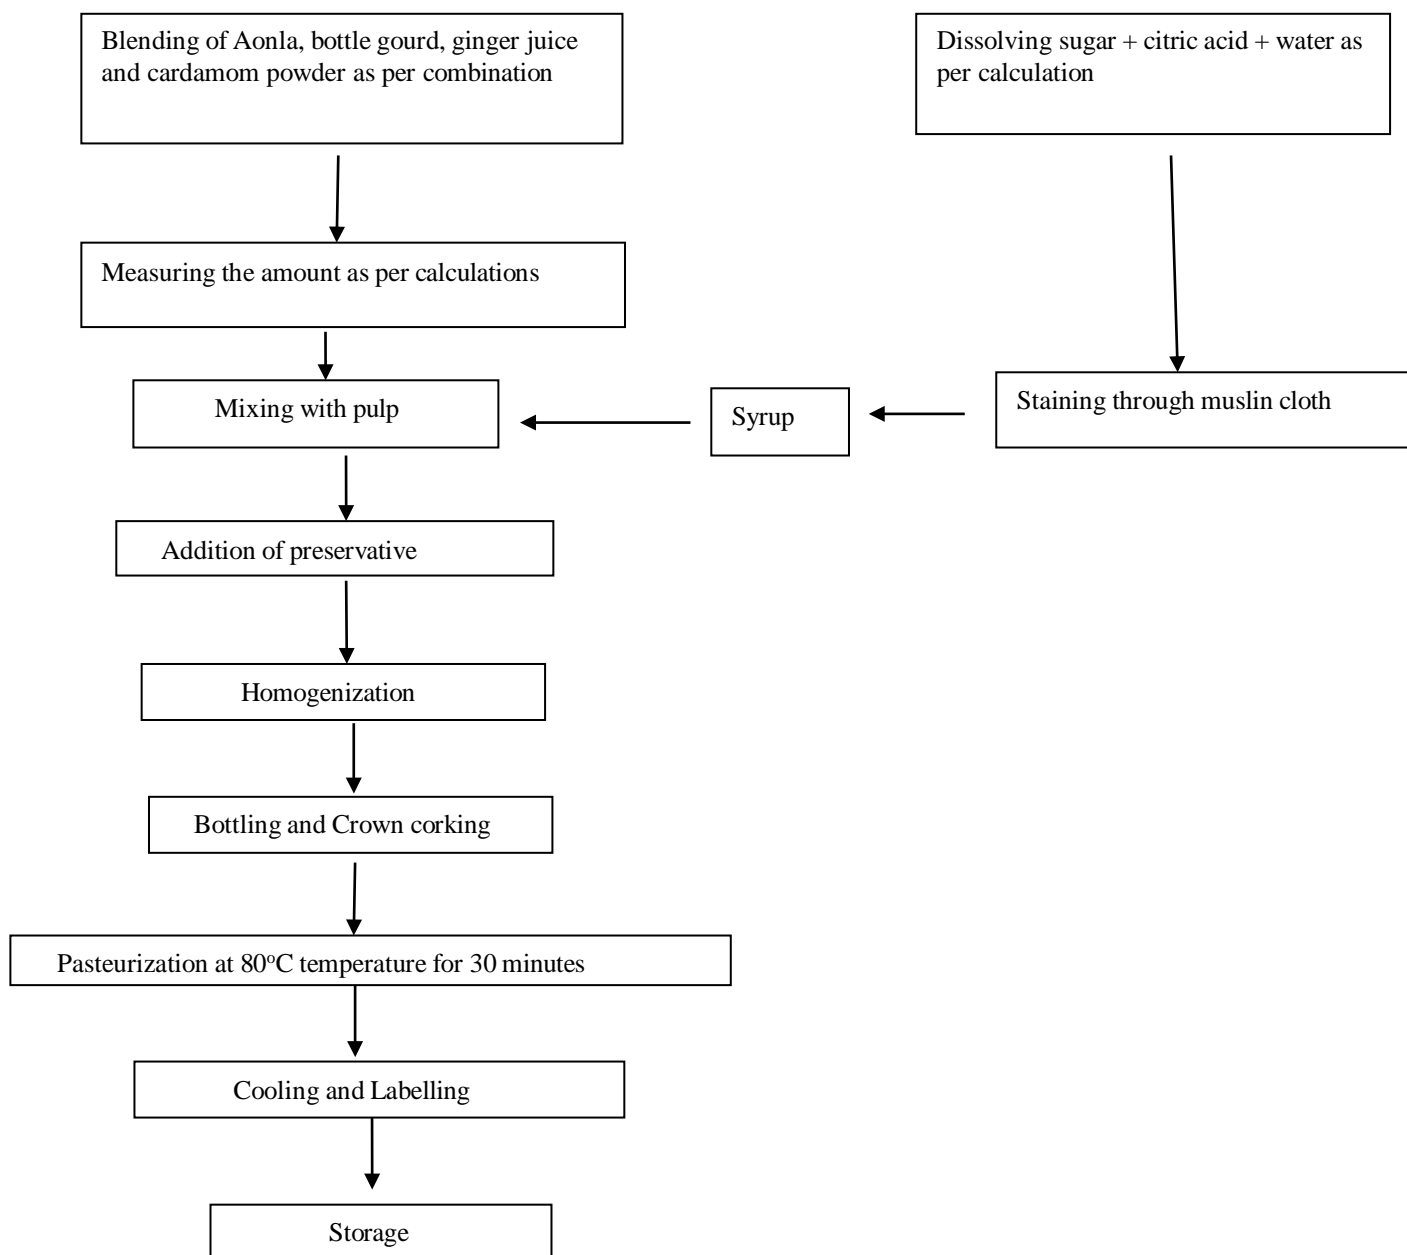 Blending of Aonla, bottle gourd, ginger juice
and cardamom powder as per combination
Dissolving sugar + citric acid + water as
per calculation
Measuring the amount as per calculations
Mixing with pulp
Syrup
Staining through muslin cloth
Addition of preservative
Homogenization
Bottling and Crown corking
Pasteurization at 80°C temperature for 30 minutes
Cooling and Labelling
Storage